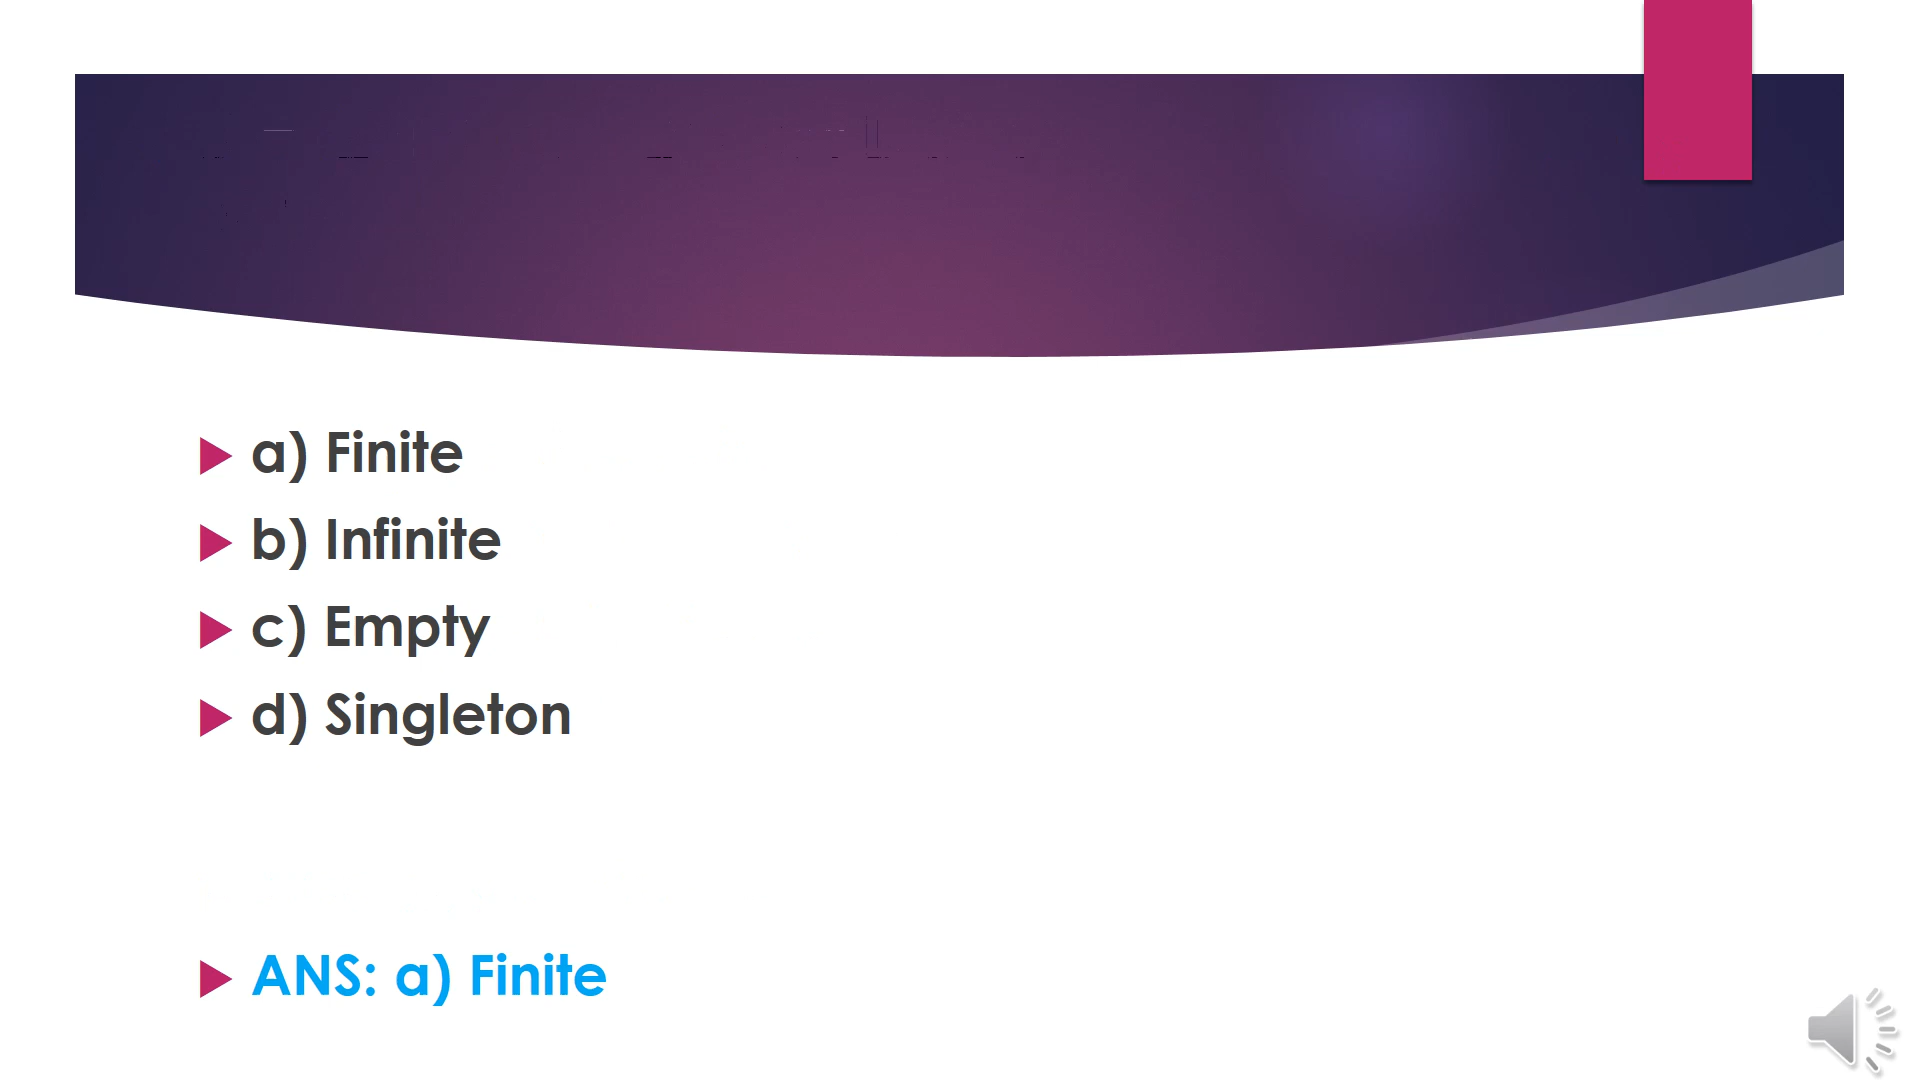 a) Finite
b) Infinite
c) Empty
d) Singleton
ANS: a) Finite